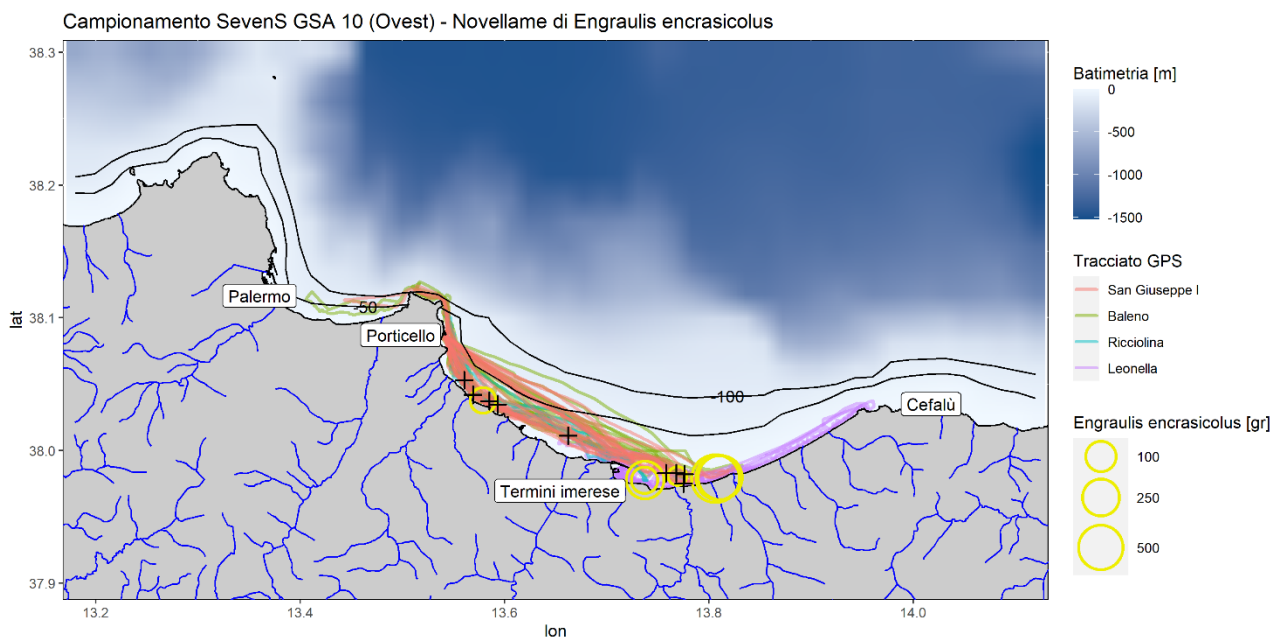 Campionamento SevenS GSA 10 (Ovest) - Novellame di Engraulis encrasicolus
38.3
38.2
38.1
38.0
37.9
lat
13.2
13.4
13.6
13.8
14.0
lon
Palermo
-50
Porticello
-100
Cefalù
Termini imerese
Batimetria [m]
0
-500
-1000
-1500
Tracciato GPS
San Giuseppe I
Baleno
Ricciolina
Leonella
Engraulis encrasicolus [gr]
100
250
500